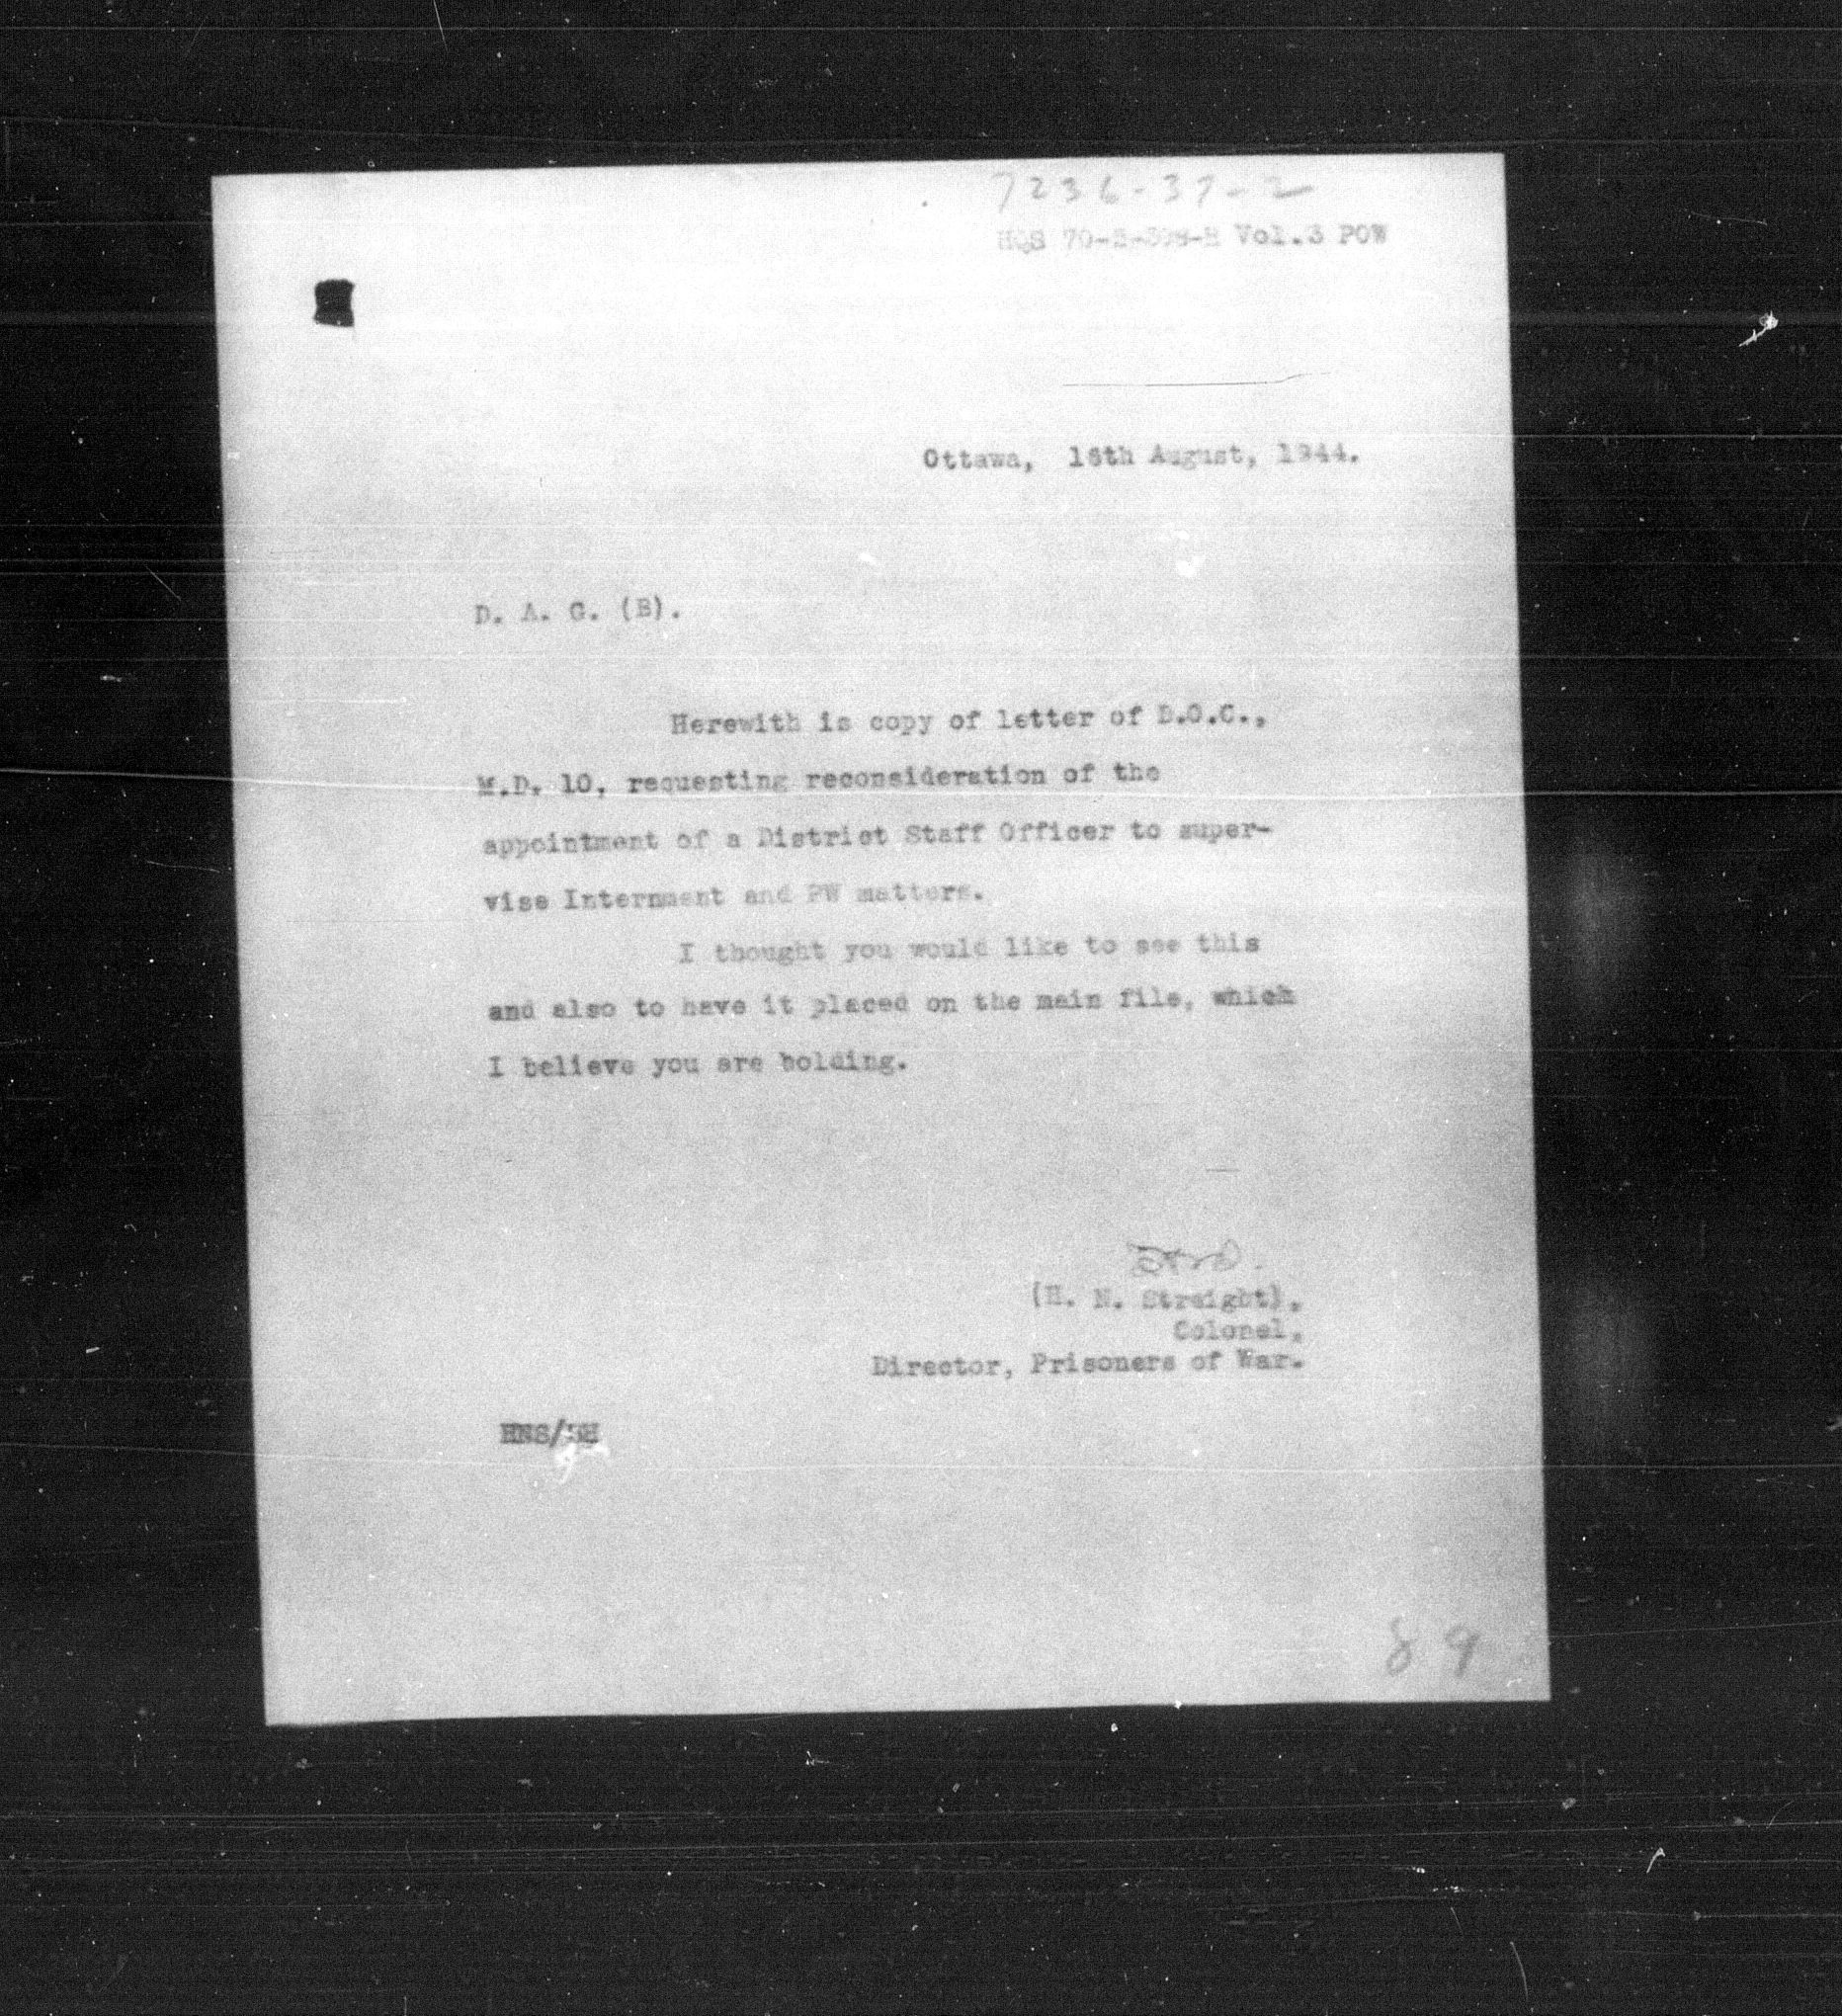 7236-37-2
HQS Vol.3 POW
Ottawa, 16th August, 1944.
D. A. G. (B).
Herewith is copy of letter of D.O.C.,
M.D. 10, requesting reconsideration of the
appointment of a District Staff Officer to super-
vise Internment and PW matters.
I thought you would like to see this
and also to have it placed on the main file, which
I believe you are holding.
(H. N. Straight),
Colonel,
Director, Prisoners of War.
89